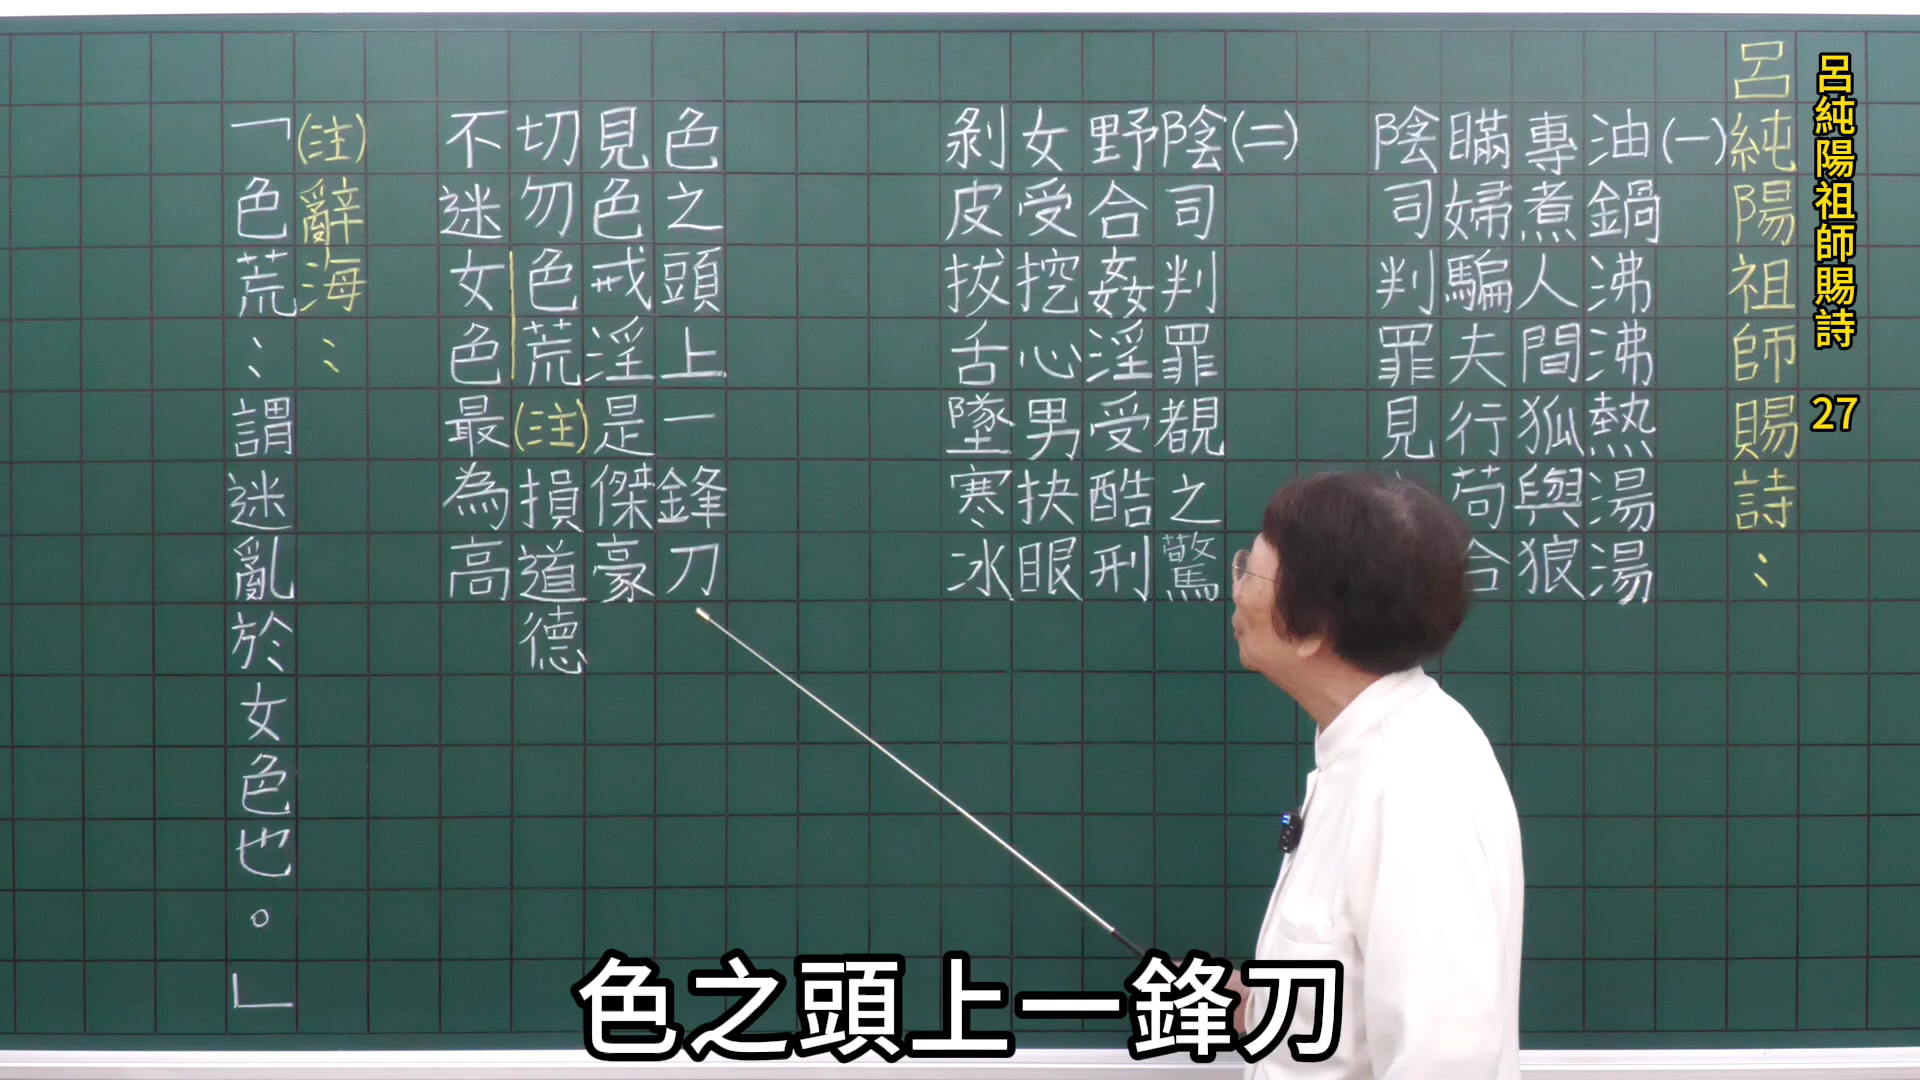 呂純陽祖師賜詩：
(一)
油鍋沸沸熱湯湯
專煮人間狐與狼
瞞婦騙夫行苟合
陰司判罪見
(二)
陰司判罪覩之驚
野合姦淫受酷刑
女受挖心男抉眼
剝皮拔舌墜寒冰
色之頭上一鋒刀
見色戒淫是傑豪
切勿色荒(註)損道德
不迷女色最為高
(註)辭海：
「色荒：謂迷亂於女色也。」
呂純陽祖師賜詩 27
色之頭上一鋒刀